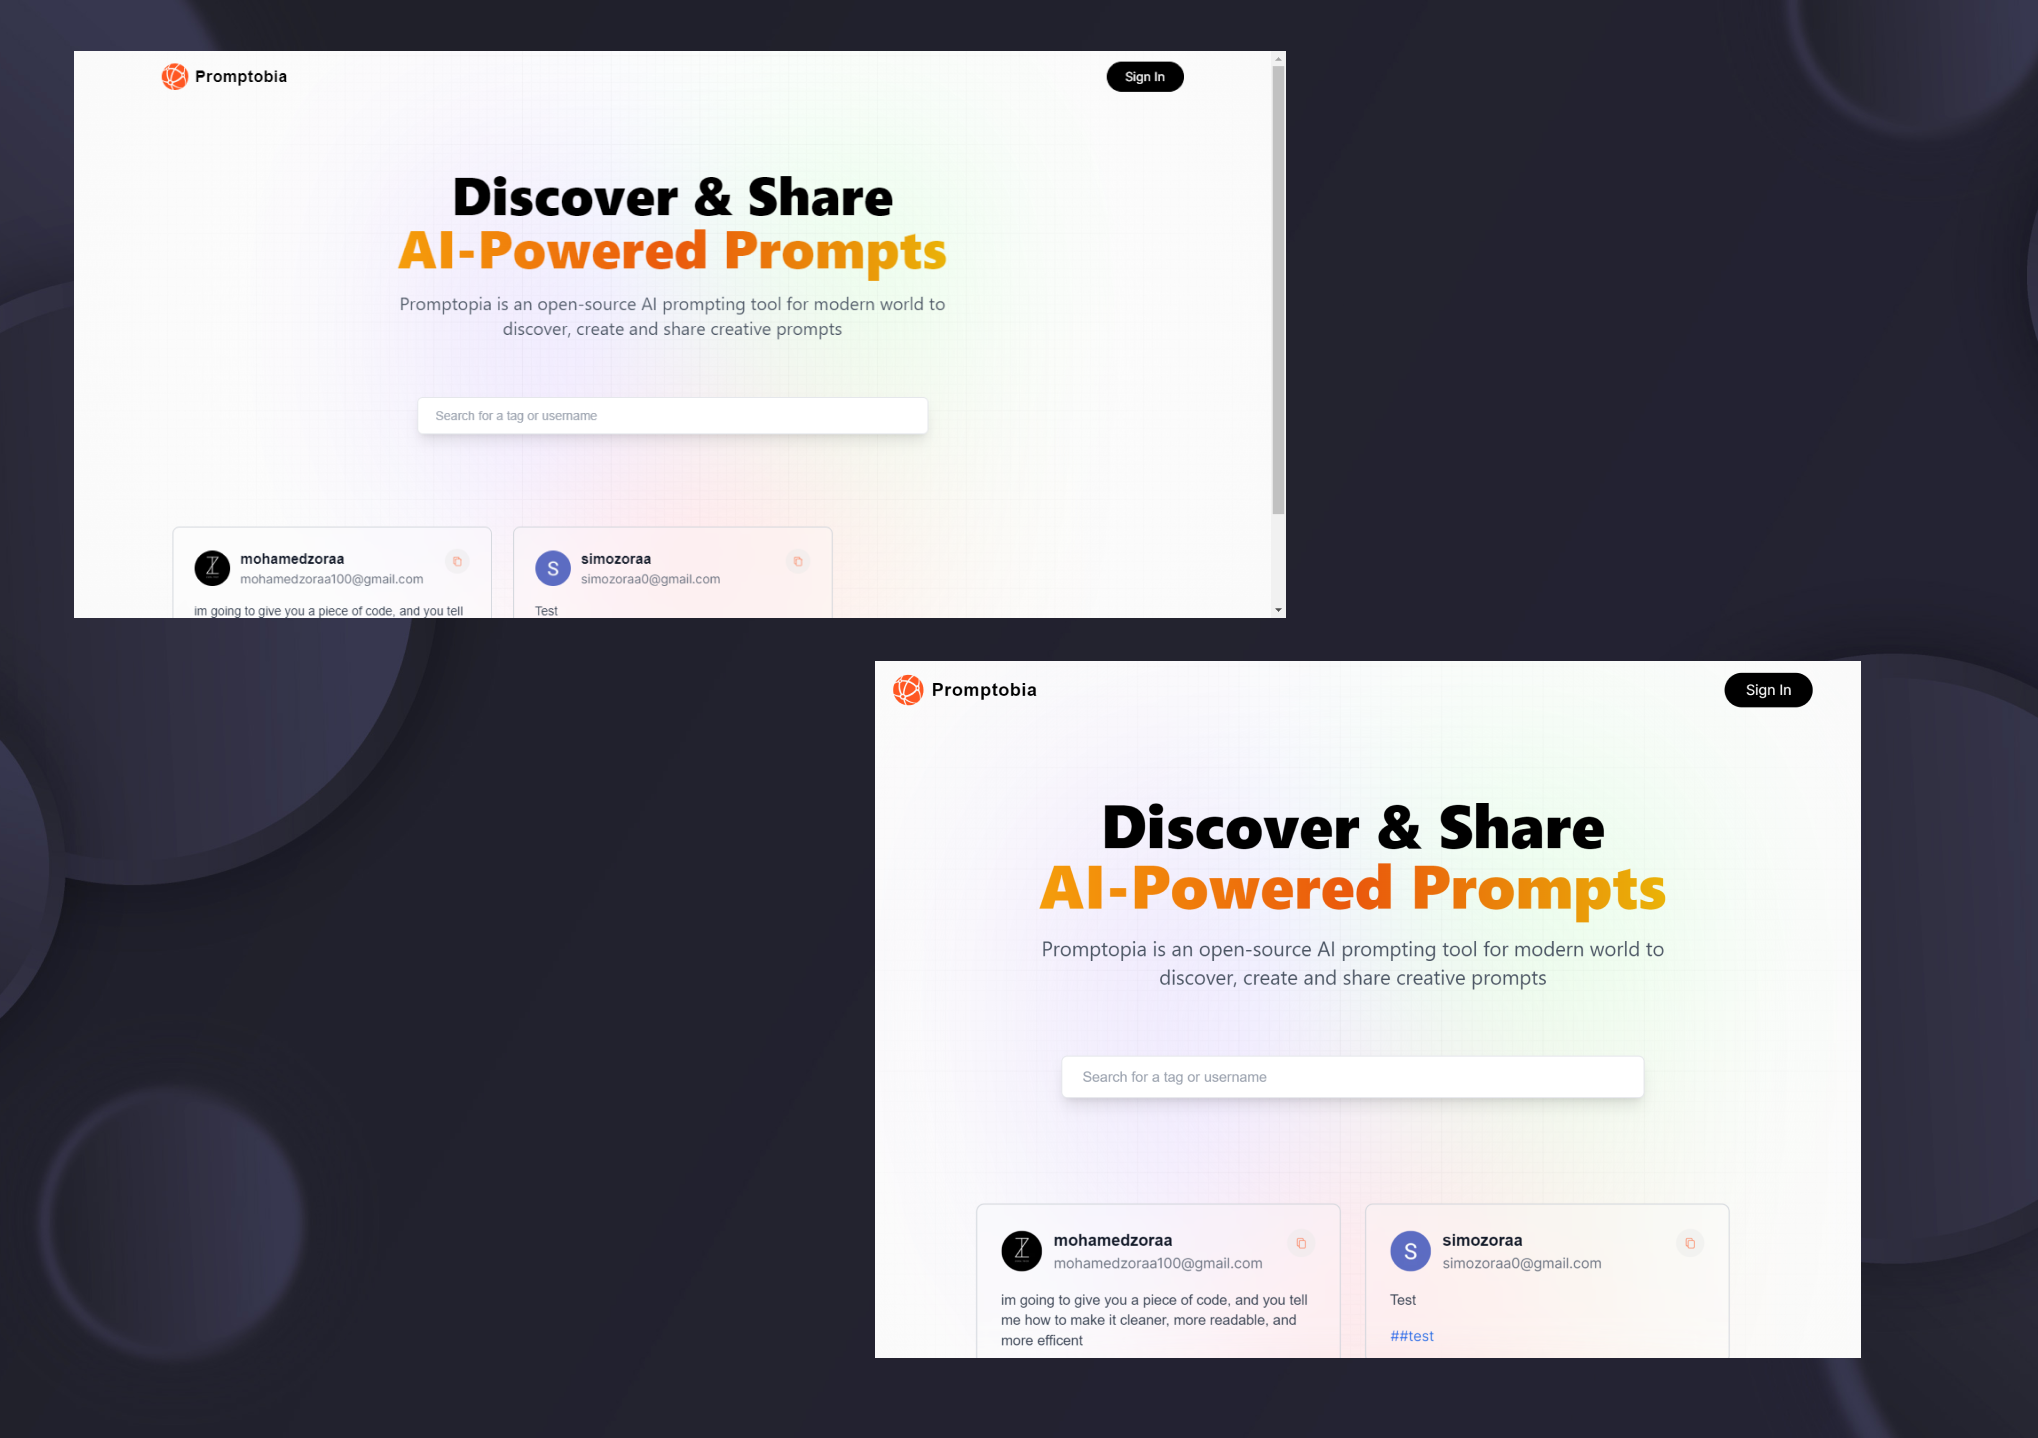 Promptobia
Sign In
Discover & Share
AI-Powered Prompts
Promptopia is an open-source AI prompting tool for modern world to
discover, create and share creative prompts
Search for a tag or username
mohamedzoraa
mohamedzoraa100@gmail.com
im going to give you a piece of code, and you tell
S
simozoraa
simozoraa0@gmail.com
Test
Promptobia
Sign In
Discover & Share
AI-Powered Prompts
Promptopia is an open-source AI prompting tool for modern world to
discover, create and share creative prompts
Search for a tag or username
mohamedzoraa
mohamedzoraa100@gmail.com
im going to give you a piece of code, and you tell
me how to make it cleaner, more readable, and
more efficent
S
simozoraa
simozoraa0@gmail.com
Test
##test